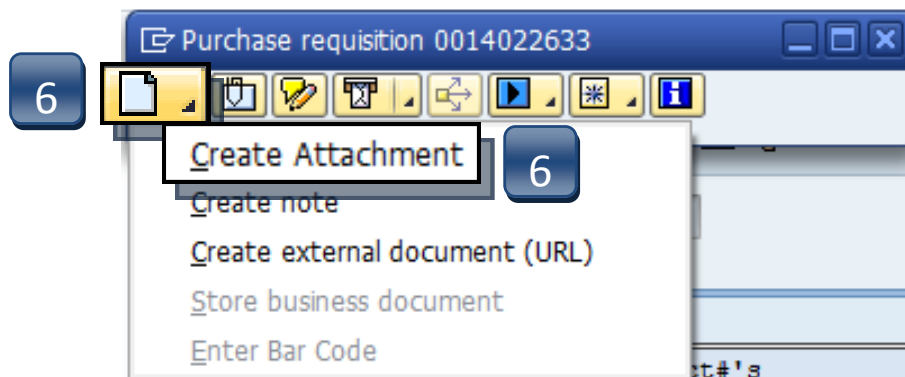 Purchase requisition 0014022633
6
Create Attachment
6
Create note
Create external document (URL)
Store business document
Enter Bar Code
ct#'s